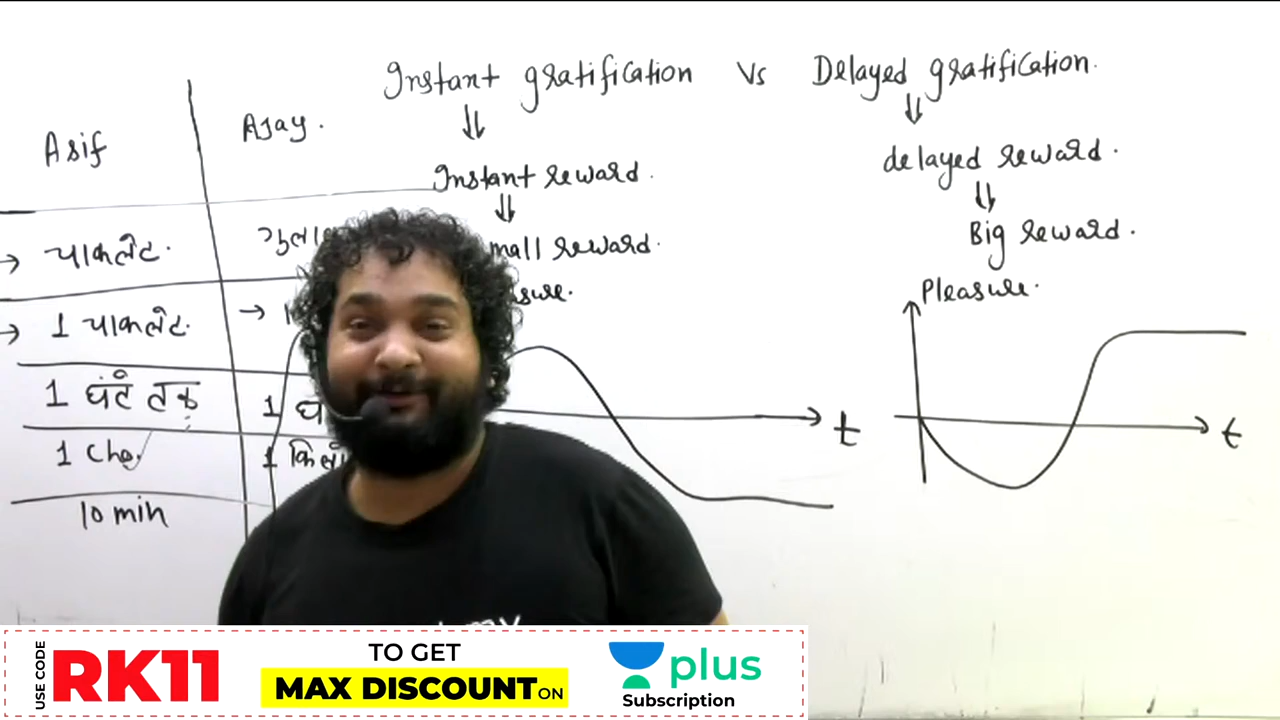 Instant gratification Vs Delayed gratification.
Asif
Ajay.
⇓
⇓
Instant reward.
delayed reward.
⇓
⇓
mall reward.
Big reward.
→ चाकलेट.
Pleasure.
→ 1 चाकलेट.
→
1 घंटे तक
t
t
1 cho
10 min
USE CODE
RK11
TO GET
MAX DISCOUNT ON
plus
Subscription